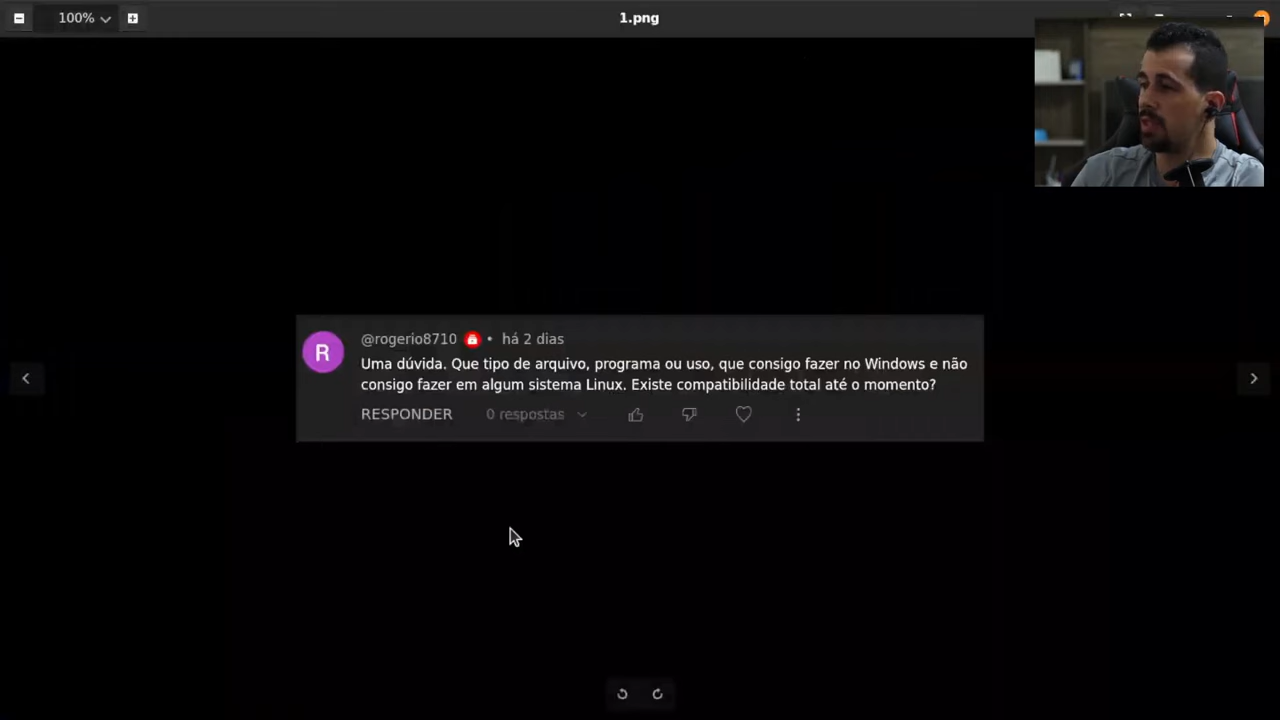 100%
1.png
R
@rogerio8710 • há 2 dias
Uma dúvida. Que tipo de arquivo, programa ou uso, que consigo fazer no Windows e não
consigo fazer em algum sistema Linux. Existe compatibilidade total até o momento?
RESPONDER 0 respostas